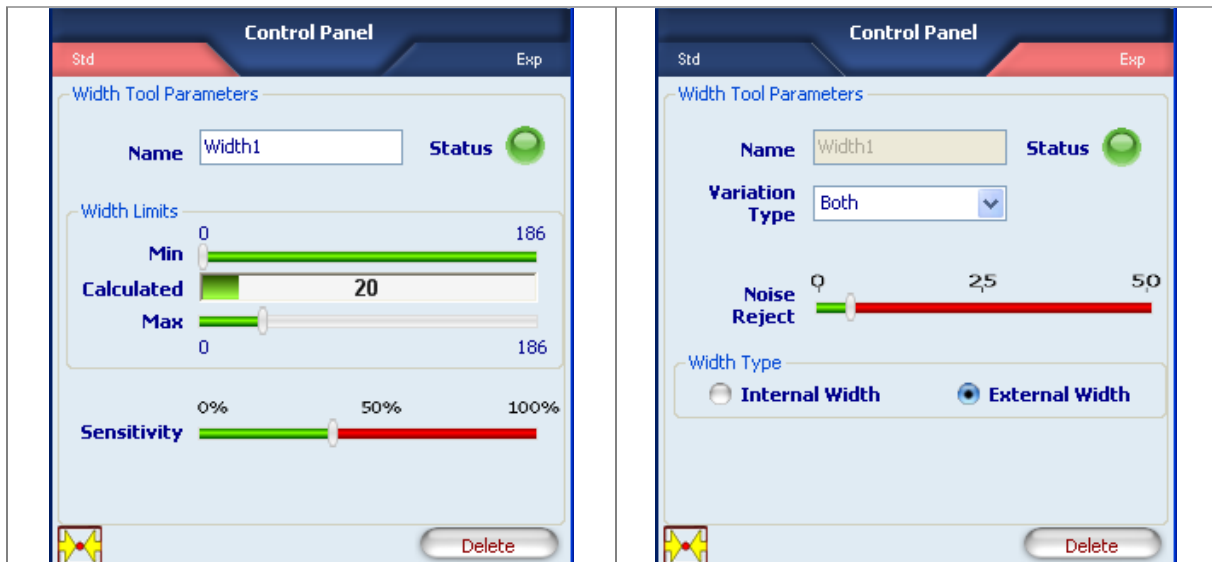 Control Panel
Std Exp
Width Tool Parameters
Name Width1 Status
Width Limits
0 186
Min
Calculated 20
Max
0 186
0% 50% 100%
Sensitivity
Delete
Control Panel
Std Exp
Width Tool Parameters
Name Width1 Status
Variation
Type Both
0 25 50
Noise
Reject
Width Type
Internal Width External Width
Delete